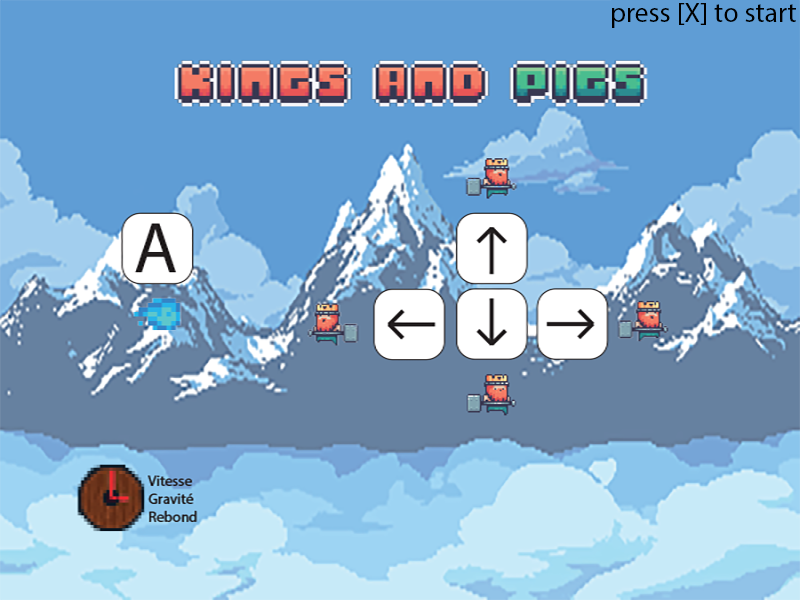 press [X] to start
KINGS AND PIGS
A
↑
← ↓ →
Vitesse
Gravité
Rebond